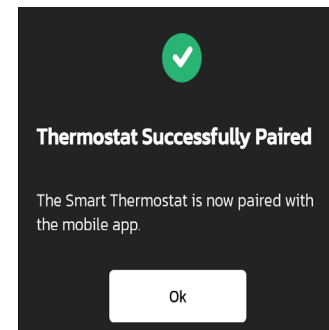 Thermostat Successfully Paired
The Smart Thermostat is now paired with
the mobile app.
Ok